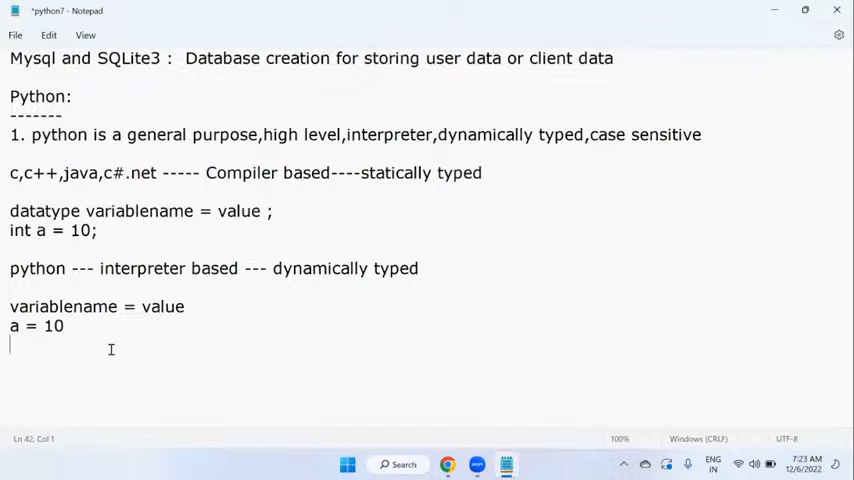 *python7 - Notepad
File Edit View
Mysql and SQLite3 : Database creation for storing user data or client data
Python:
-------
1. python is a general purpose,high level,interpreter,dynamically typed,case sensitive
c,c++,java,c#.net ----- Compiler based----statically typed
datatype variablename = value ;
int a = 10;
python --- interpreter based --- dynamically typed
variablename = value
a = 10
Ln 42, Col 1 100% Windows (CRLF) UTF-8
Search zoom ENG IN 7:23 AM 12/6/2022